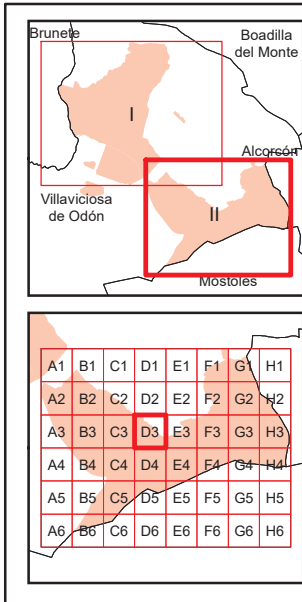 Brunete
Boadilla
del Monte
I
Alcorcón
Villaviciosa
de Odón
II
Mostoles
A1 B1 C1 D1 E1 F1 G1 H1
A2 B2 C2 D2 E2 F2 G2 H2
A3 B3 C3 D3 E3 F3 G3 H3
A4 B4 C4 D4 E4 F4 G4 H4
A5 B5 C5 D5 E5 F5 G5 H5
A6 B6 C6 D6 E6 F6 G6 H6